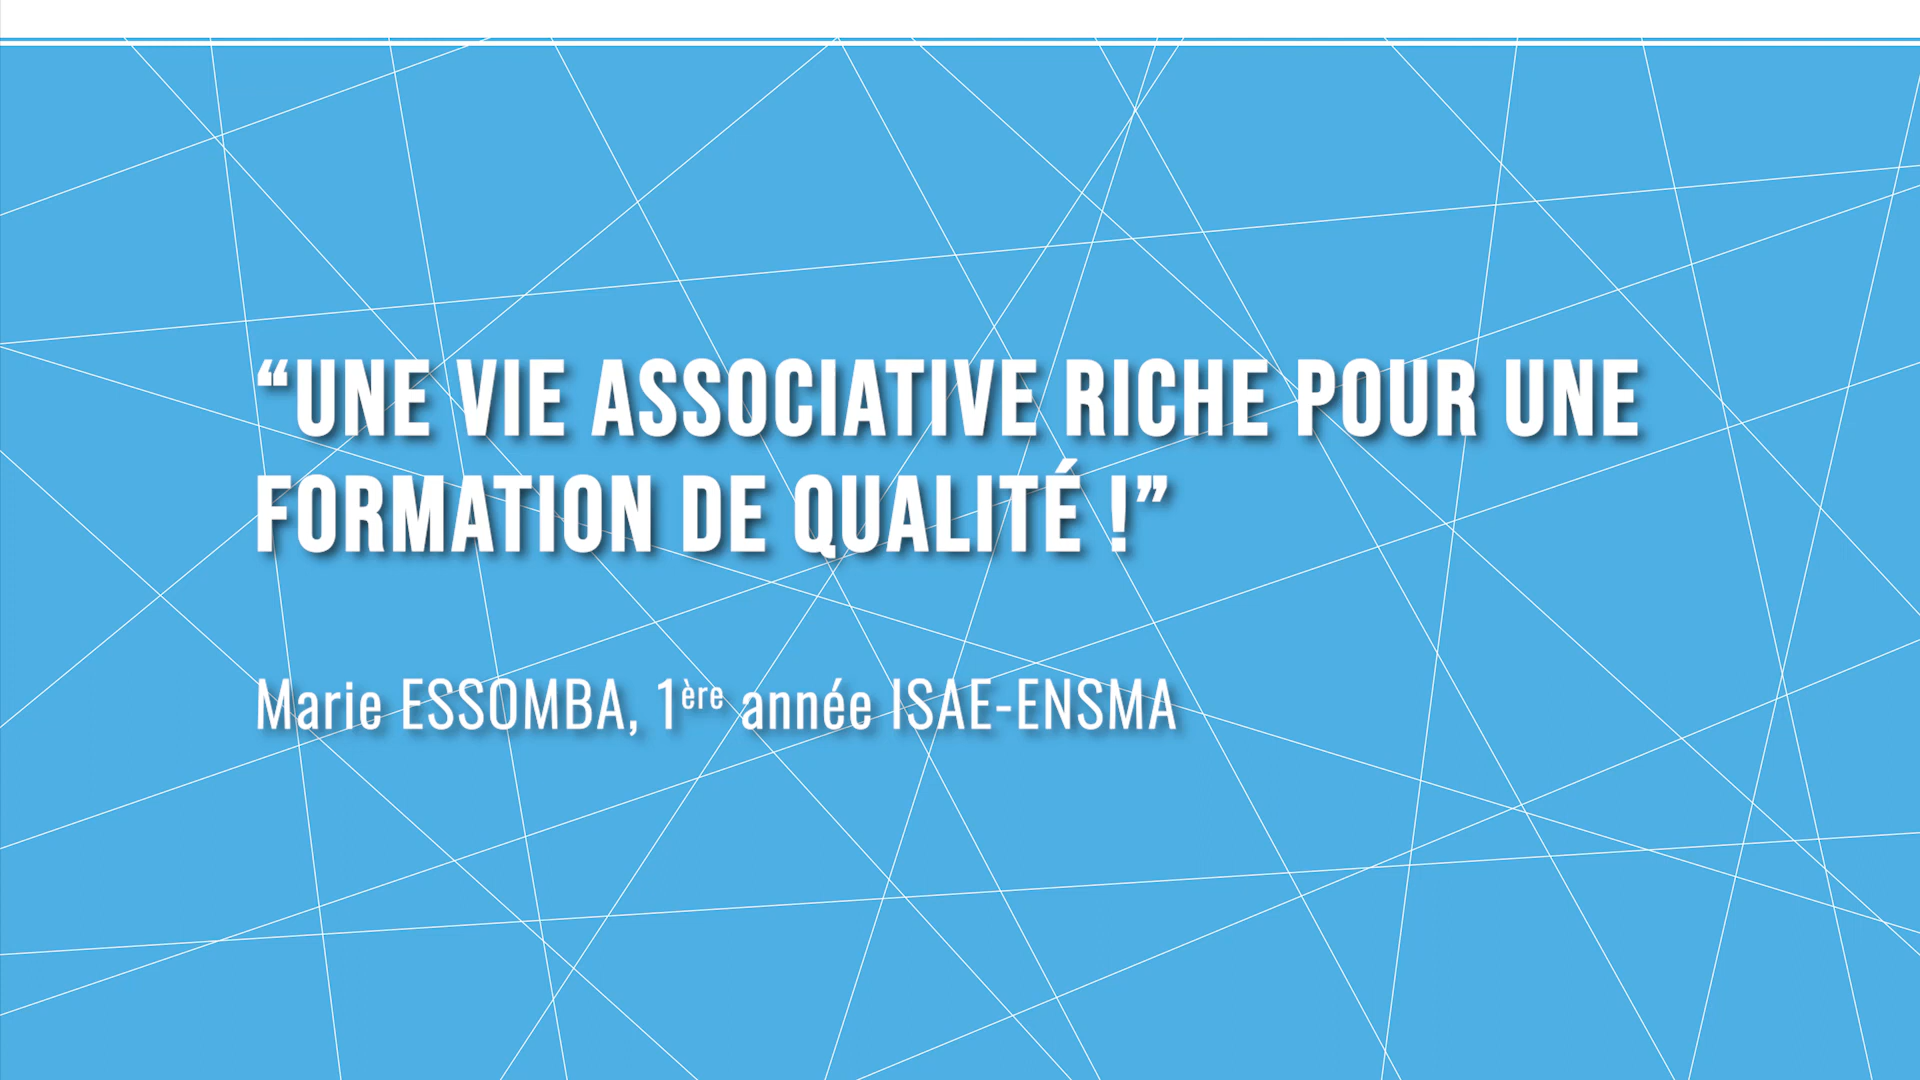 “UNE VIE ASSOCIATIVE RICHE POUR UNE
FORMATION DE QUALITÉ !”
Marie ESSOMBA, 1ère année ISAE-ENSMA